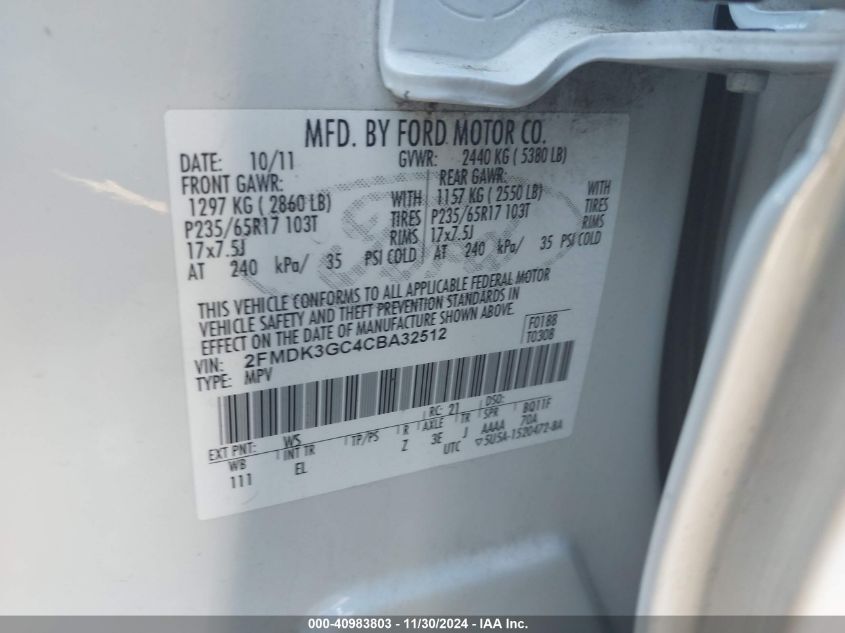 MFD. BY FORD MOTOR CO.
DATE: 10/11 GVWR: 2440 KG ( 5380 LB)
FRONT GAWR: REAR GAWR:
1297 KG ( 2860 LB) WITH 1157 KG ( 2550 LB) WITH
P235/65R17 103T TIRES P235/65R17 103T TIRES
17x7.5J RIMS 17x7.5J RIMS
AT 240 kPa/ 35 PSI COLD AT 240 kPa/ 35 PSI COLD
THIS VEHICLE CONFORMS TO ALL APPLICABLE FEDERAL MOTOR
VEHICLE SAFETY AND THEFT PREVENTION STANDARDS IN
EFFECT ON THE DATE OF MANUFACTURE SHOWN ABOVE.
VIN: 2FMDK3GC4CBA32512 F0188
TYPE: MPV T0308
EXT PNT: WS RC: 21 DSO:
WB INT TR TP/PS R AXLE TR SPR BQ11F
111 EL Z 3E J AAAA 70A
UTC ▽5U5A-1520472-BA
000-40983803 - 11/30/2024 - IAA Inc.